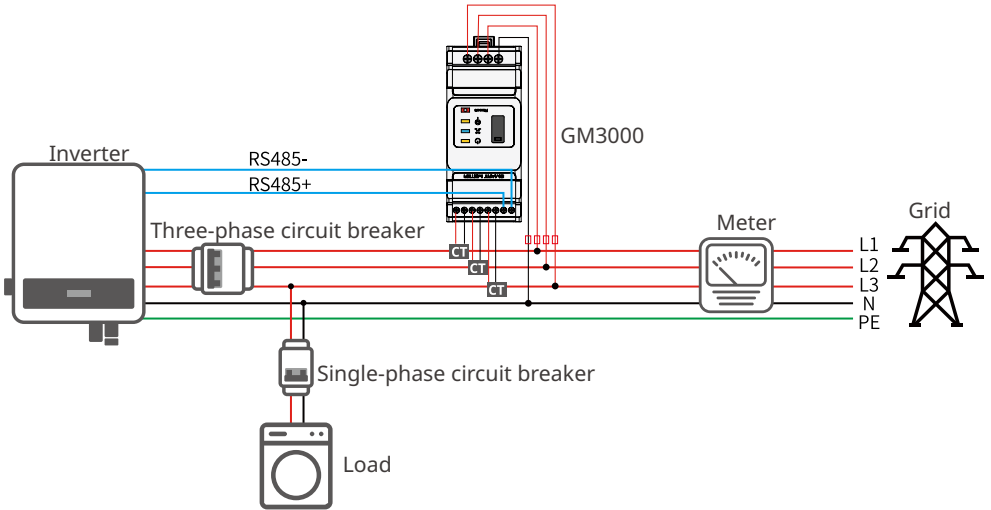 GM3000
Inverter
RS485-
RS485+
Three-phase circuit breaker
Meter
Grid
CT
CT
CT
L1
L2
L3
N
PE
Single-phase circuit breaker
Load